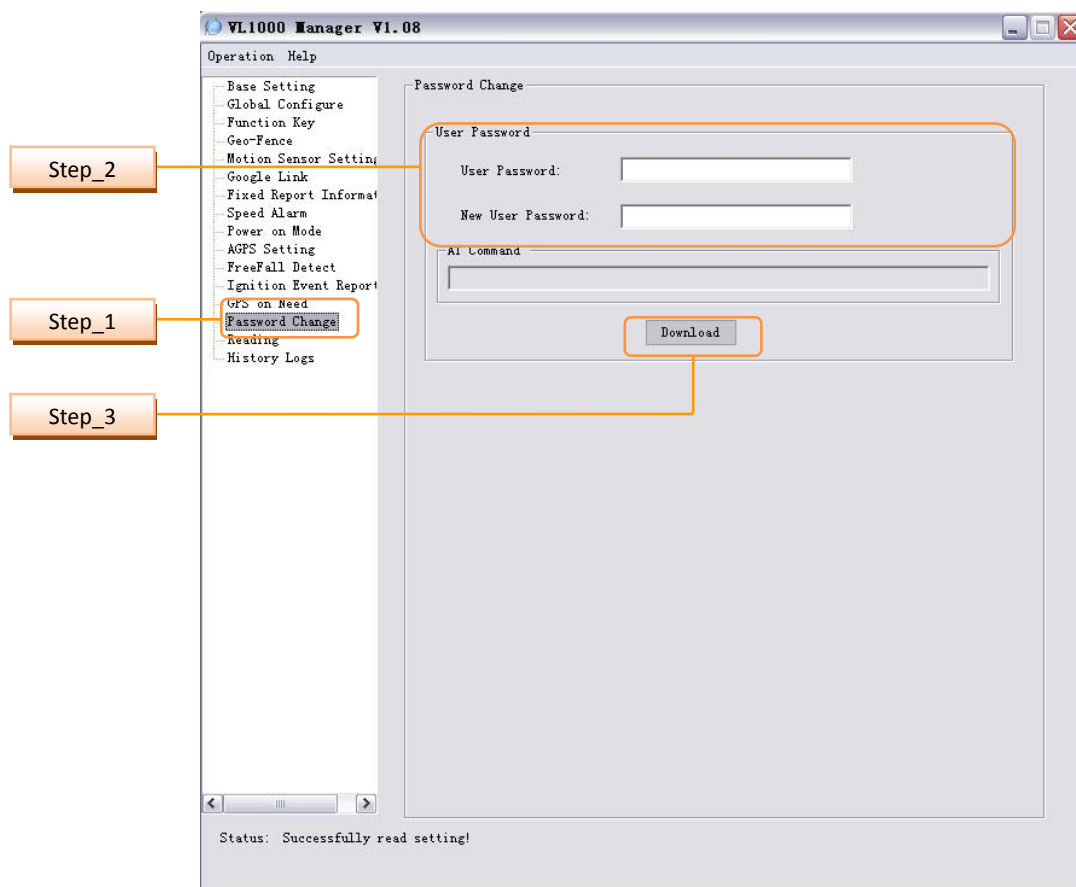 VL1000 Manager V1.08
Operation Help
Base Setting
Global Configure
Function Key
Geo-Fence
Motion Sensor Setting
Google Link
Fixed Report Informat
Speed Alarm
Power on Mode
AGPS Setting
FreeFall Detect
Ignition Event Report
GPS on Need
Password Change
Reading
History Logs
Password Change
User Password
User Password:
New User Password:
AT Command
Download
Step_2
Step_1
Step_3
Status: Successfully read setting!